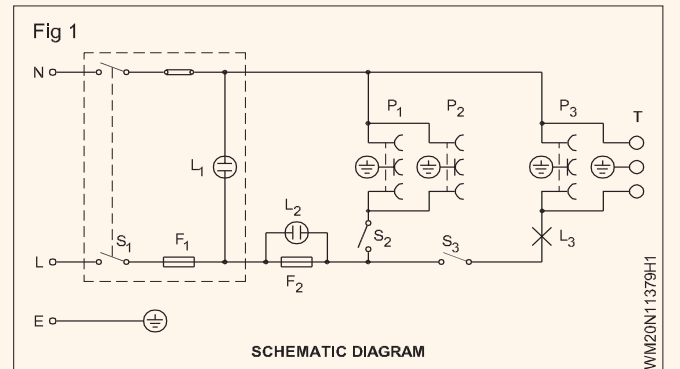 Fig 1
N
P1 P2 P3 T
L1
L2
S1 F1 S2 S3 L3
L
F2
E
SCHEMATIC DIAGRAM
WM20N11379H1